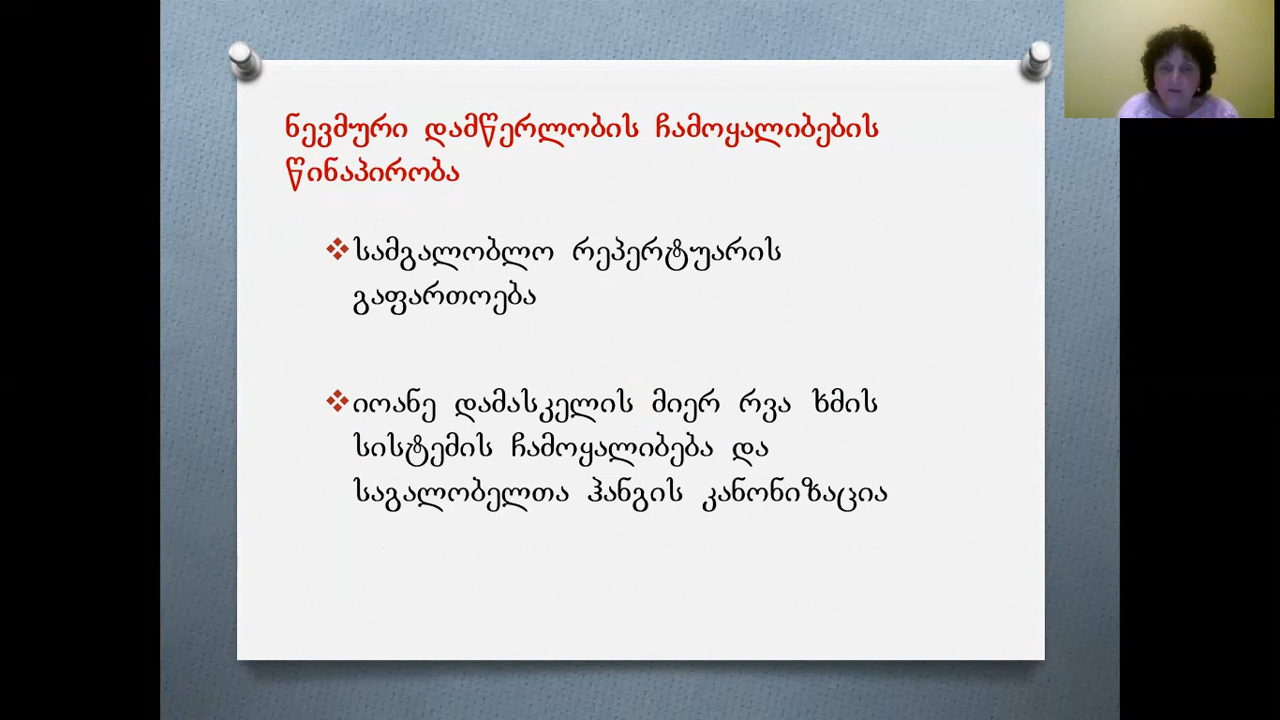 ნევმური დამწერლობის ჩამოყალიბების
წინაპირობა
სამგალობლო რეპერტუარის
გაფართოება
იოანე დამასკელის მიერ რვა ხმის
სისტემის ჩამოყალიბება და
საგალობელთა ჰანგის კანონიზაცია